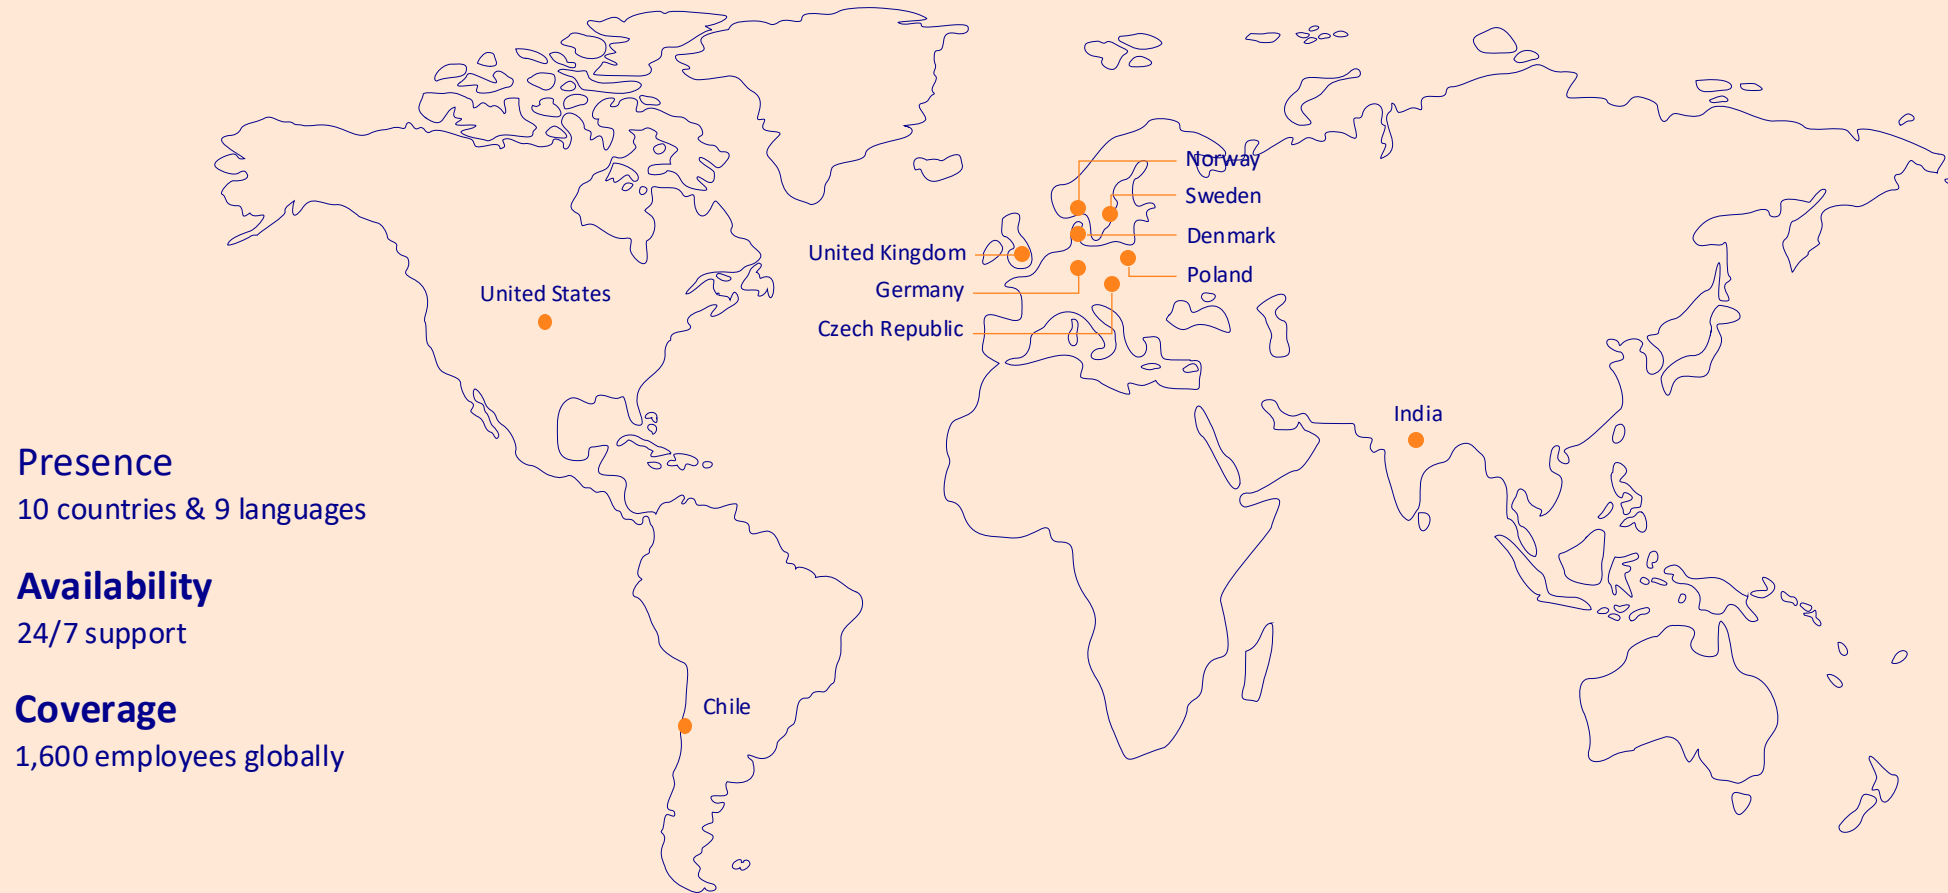 Norway
Sweden
United Kingdom
Denmark
Poland
Germany
United States
Czech Republic
India
Presence
10 countries & 9 languages
Availability
24/7 support
Coverage
1,600 employees globally
Chile